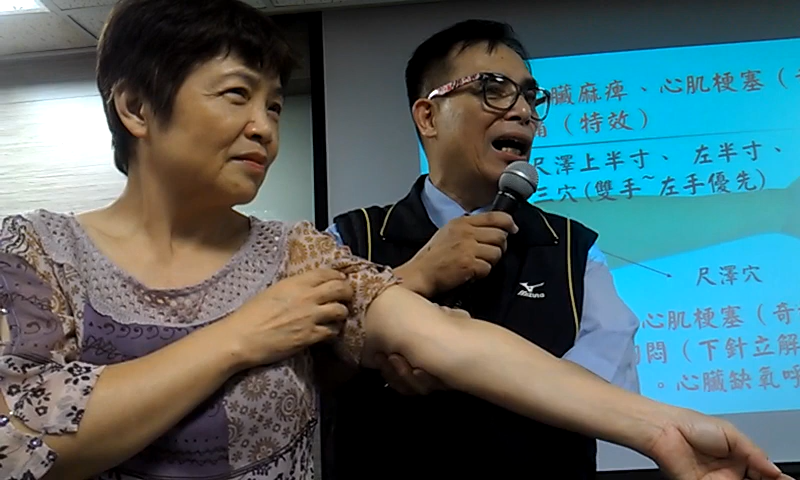 臟麻痺、心肌梗塞（
（特效）
尺澤上半寸、左半寸、
三穴(雙手~左手優先)
尺澤穴
心肌梗塞（奇
悶（下針立解
。心臟缺氧呼
MIZUNO